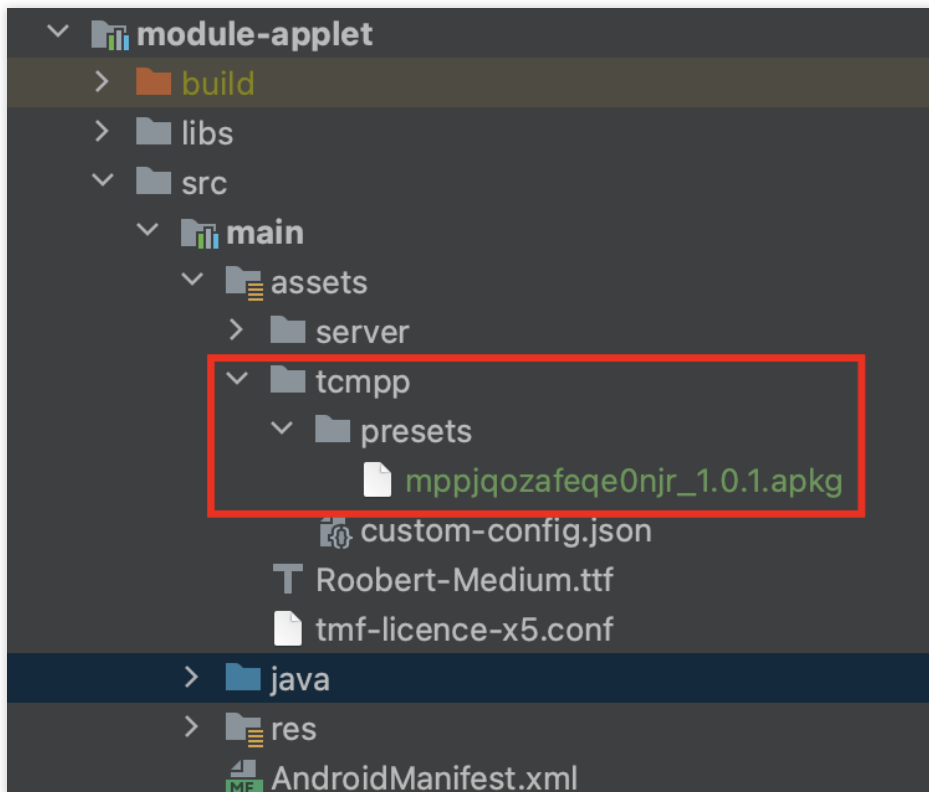 module-applet
build
libs
src
main
assets
server
tcmpp
presets
mppjqozafeqe0njr_1.0.1.apkg
custom-config.json
Roobert-Medium.ttf
tmf-licence-x5.conf
java
res
AndroidManifest.xml